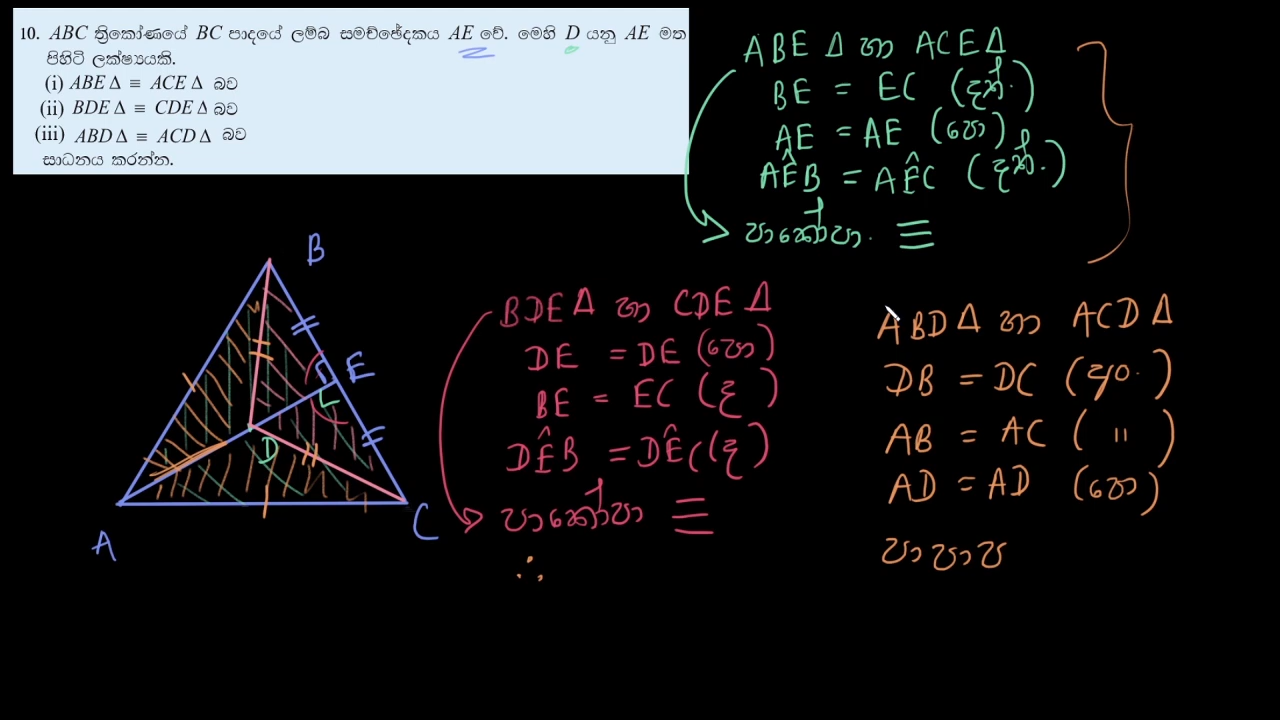 10. ABC ත්‍රිකෝණයේ BC පාදයේ ලම්බ සමච්ඡේදකය AE වේ. මෙහි D යනු AE මත
පිහිටි ලක්ෂ්‍යයකි.
(i) ABE Δ ≡ ACE Δ බව
(ii) BDE Δ ≡ CDE Δ බව
(iii) ABD Δ ≡ ACD Δ බව
සාධනය කරන්න.
ABE Δ හා ACE Δ
BE = EC (දත්.)
AE = AE (පො)
AÊB = AÊC (දත්.)
පාකෝපා. ≡
B
E
D
A
C
BDE Δ හා CDE Δ
DE = DE (පො)
BE = EC (ද )
DÊB = DÊC (ද)
පාකෝපා ≡
∴
ABD Δ හා ACD Δ
DB = DC (අං.)
AB = AC ( " )
AD = AD (පො)
පාපාප